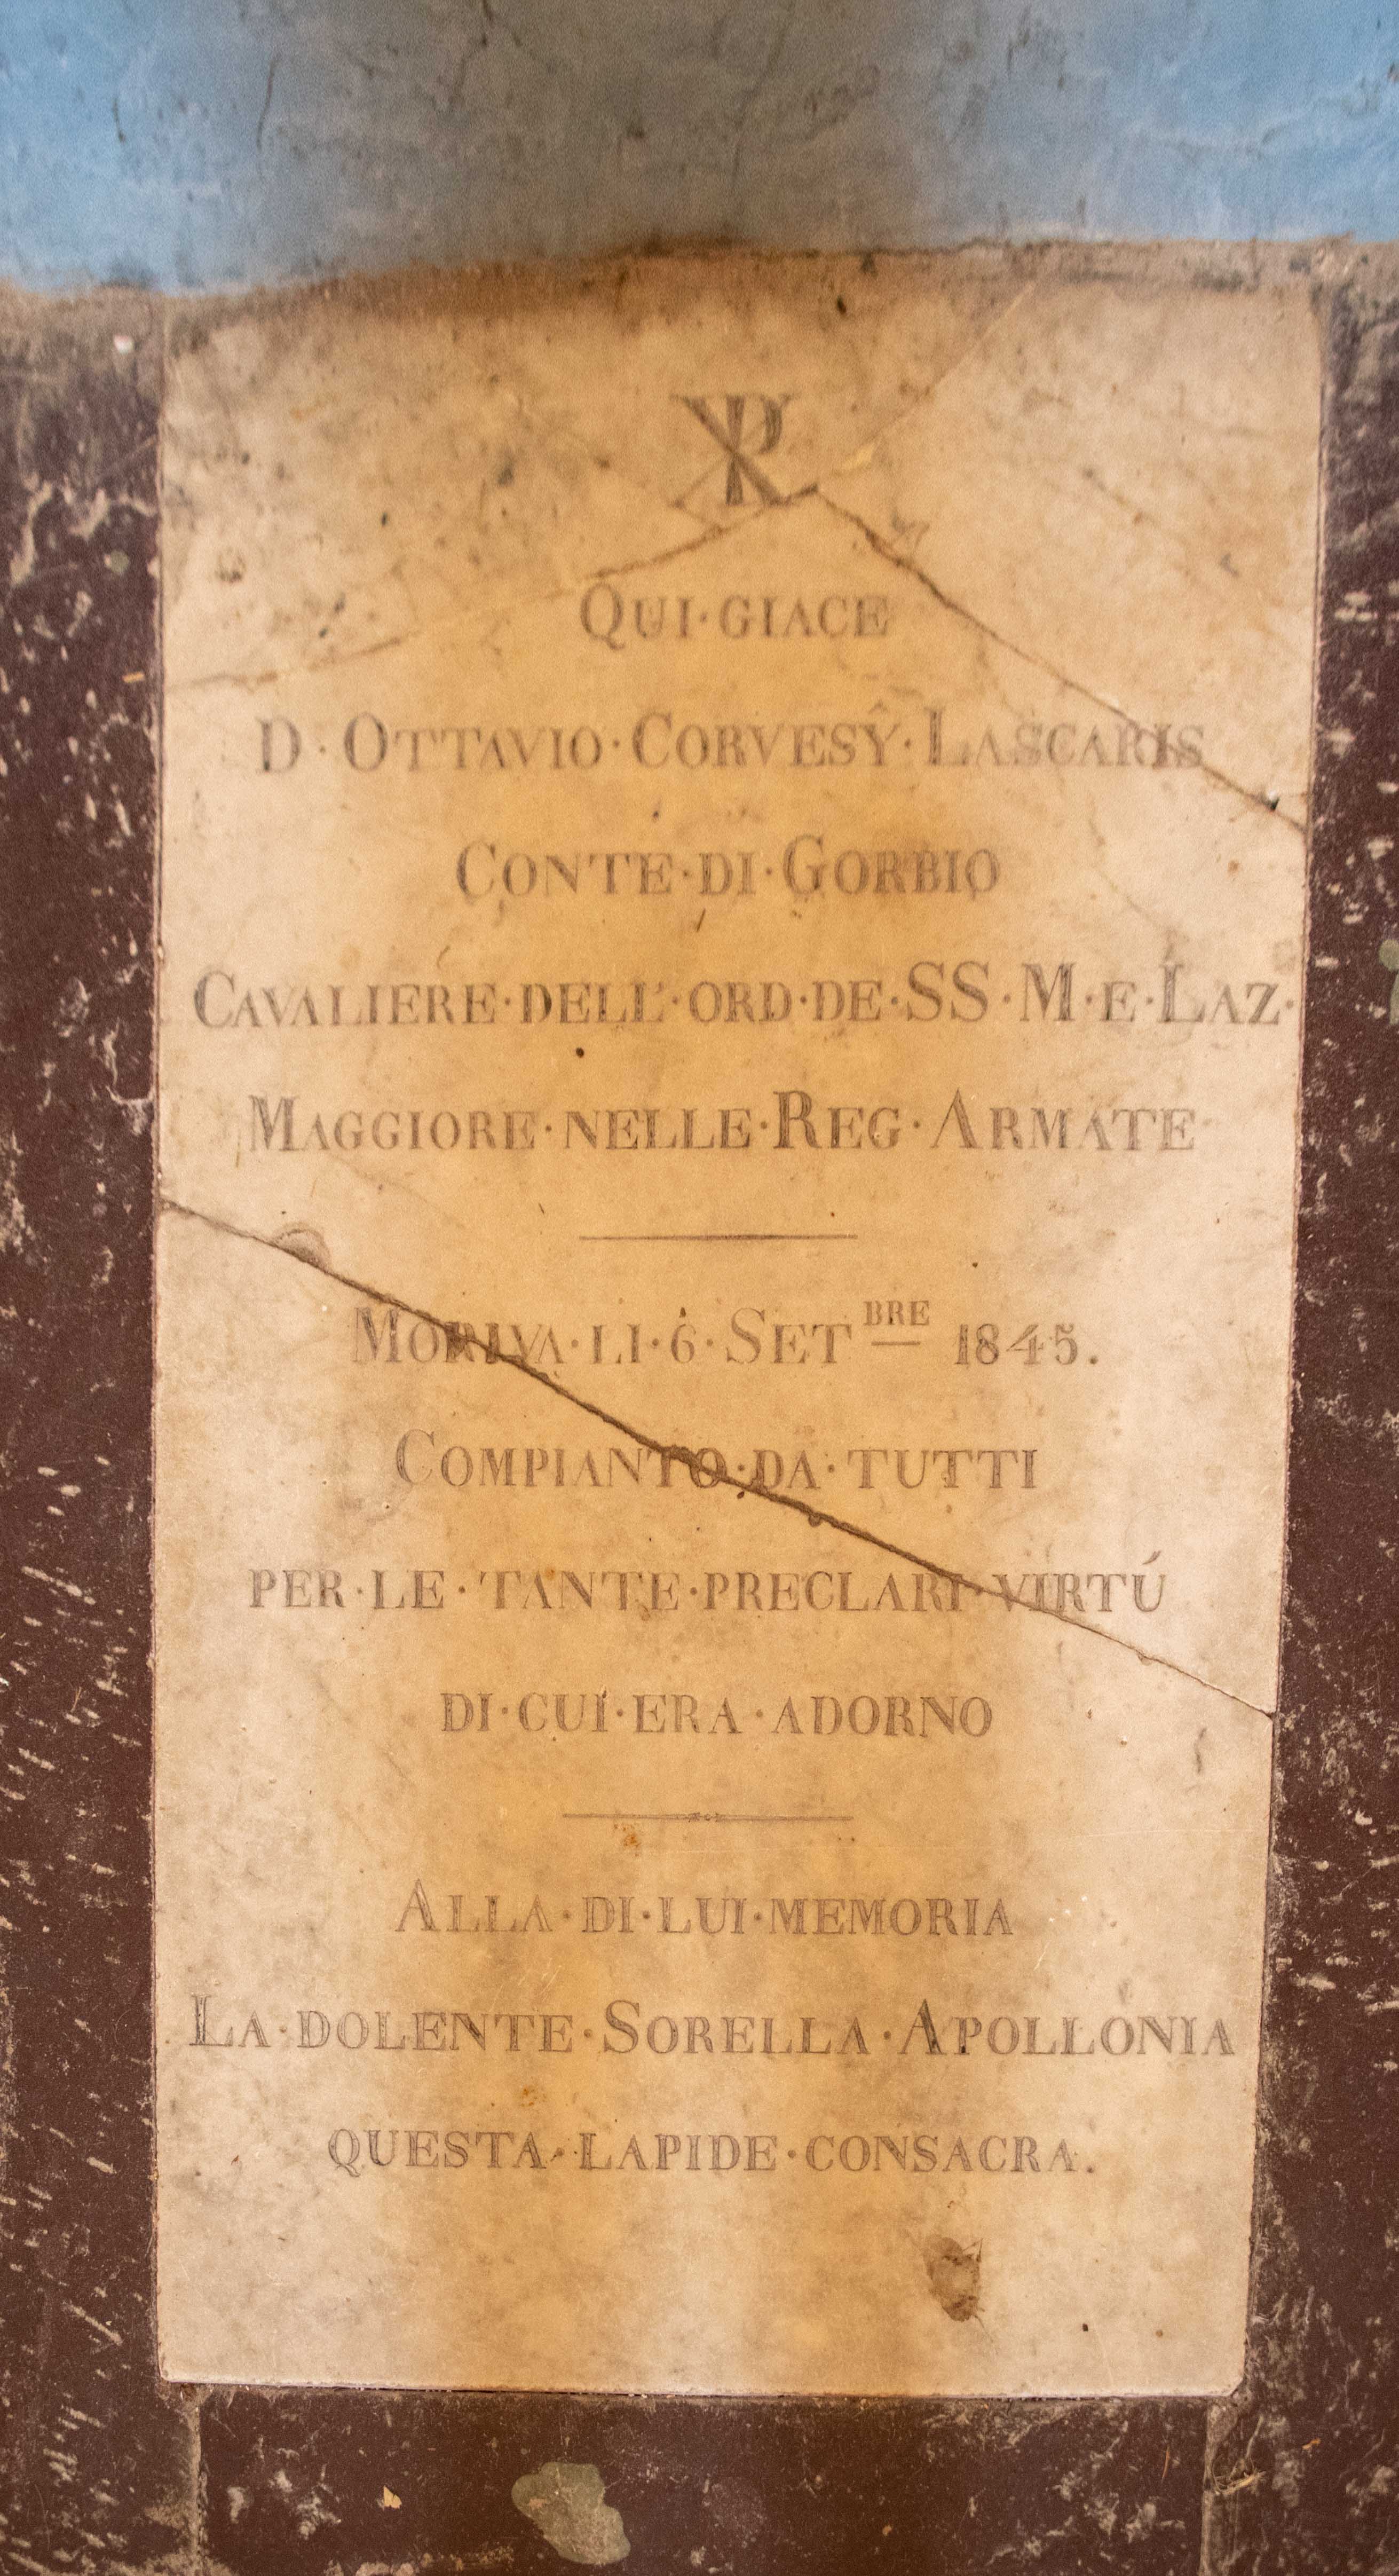 ☧
QUI·GIACE
D·OTTAVIO·CORVESŶ·LASCARIS
CONTE·DI·GORBIO
CAVALIERE·DELL'·ORD·DE·SS·M·E·LAZ·
MAGGIORE·NELLE·REG·ARMATE
MORIVA·LI·6·SET BRE 1845.
COMPIANTO·DA·TUTTI
PER·LE·TANTE·PRECLARI·VIRTÚ
DI·CUI·ERA·ADORNO
ALLA·DI·LUI·MEMORIA
LA·DOLENTE·SORELLA·APOLLONIA
QUESTA·LAPIDE·CONSACRA.